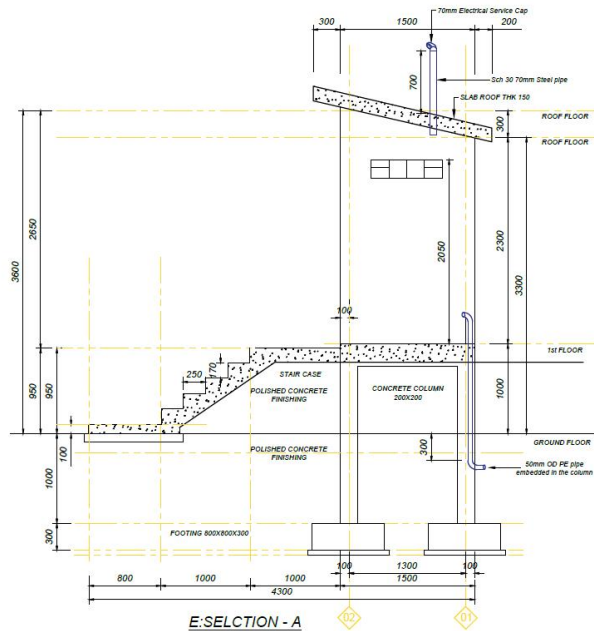 70mm Electrical Service Cap
300
1500
200
700
Sch 30 70mm Steel pipe
SLAB ROOF THK 150
ROOF FLOOR
300
ROOF FLOOR
3600
2650
2050
2300
3300
100
1st FLOOR
950
950
250
170
STAIR CASE
POLISHED CONCRETE
FINISHING
CONCRETE COLUMN
200X200
1000
GROUND FLOOR
100
POLISHED CONCRETE
FINISHING
300
50mm OD PE pipe
embedded in the column
1000
300
FOOTING 800X800X300
100
1300
100
800
1000
1000
1500
4300
E:SELCTION - A
02
01